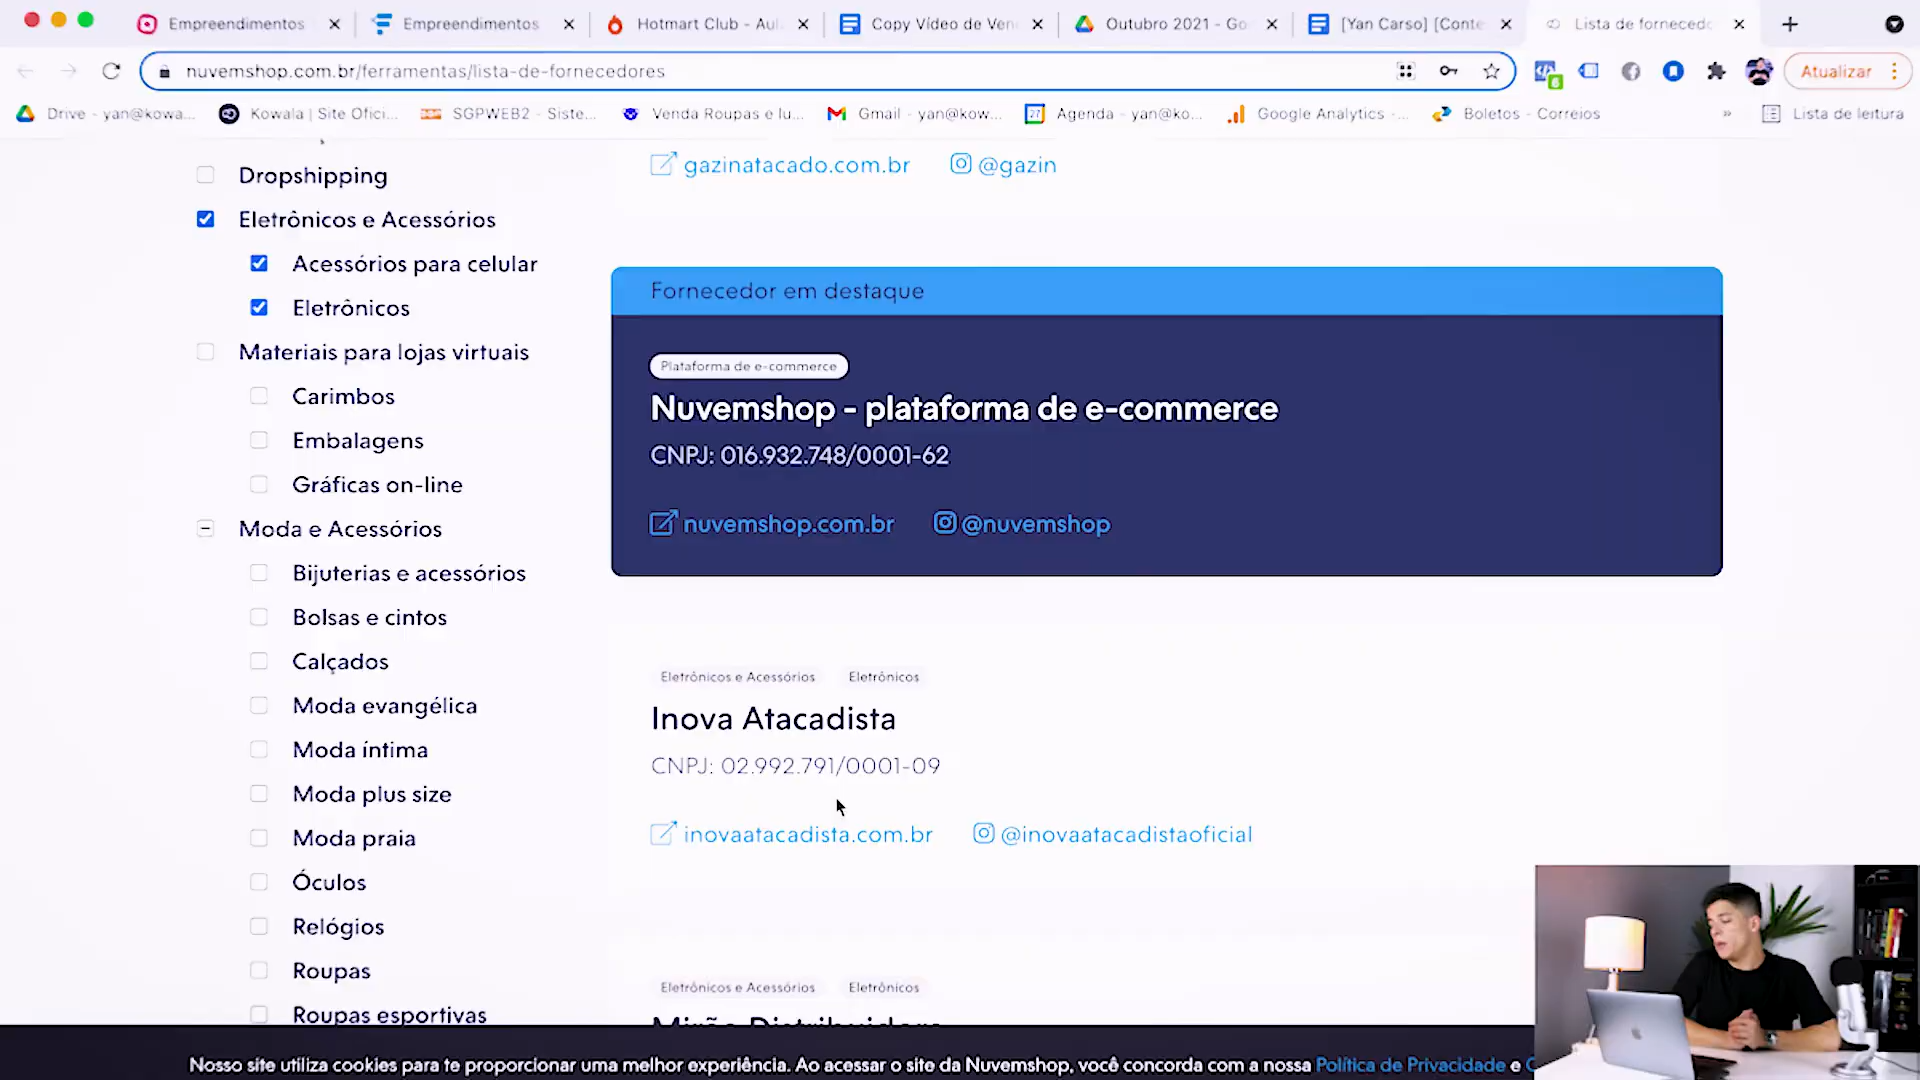 Empreendimentos
Empreendimentos
Hotmart Club - Aul
Copy Vídeo de Ven
Outubro 2021 - Go
[Yan Carso] [Conte
Lista de fornecedo
nuvemshop.com.br/ferramentas/lista-de-fornecedores
Atualizar
Drive - yan@kowa...
Kowala | Site Ofici...
SGPWEB2 - Siste...
Venda Roupas e lu...
Gmail - yan@kow...
Agenda - yan@ko...
Google Analytics -...
Boletos - Correios
»
Lista de leitura
Dropshipping
Eletrônicos e Acessórios
Acessórios para celular
Eletrônicos
Materiais para lojas virtuais
Carimbos
Embalagens
Gráficas on-line
Moda e Acessórios
Bijuterias e acessórios
Bolsas e cintos
Calçados
Moda evangélica
Moda íntima
Moda plus size
Moda praia
Óculos
Relógios
Roupas
Roupas esportivas
gazinatacado.com.br @gazin
Fornecedor em destaque
Plataforma de e-commerce
Nuvemshop - plataforma de e-commerce
CNPJ: 016.932.748/0001-62
nuvemshop.com.br @nuvemshop
Eletrônicos e Acessórios Eletrônicos
Inova Atacadista
CNPJ: 02.992.791/0001-09
inovaatacadista.com.br @inovaatacadistaoficial
Eletrônicos e Acessórios Eletrônicos
Nosso site utiliza cookies para te proporcionar uma melhor experiência. Ao acessar o site da Nuvemshop, você concorda com a nossa Política de Privacidade e